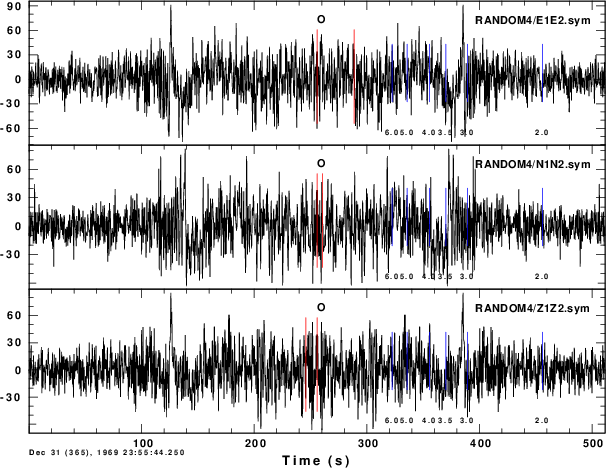 O
RANDOM4/E1E2.sym
90
60
30
0
-30
-60
6.0 5.0 4.0 3.5 3.0 2.0
O
RANDOM4/N1N2.sym
60
30
0
-30
6.0 5.0 4.0 3.5 3.0 2.0
O
RANDOM4/Z1Z2.sym
60
30
0
-30
6.0 5.0 4.0 3.5 3.0 2.0
100 200 300 400 500
Dec 31 (365), 1969 23:55:44.250
Time (s)